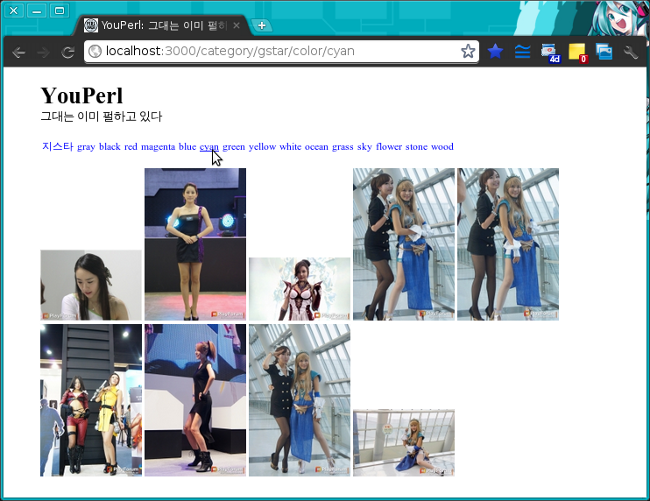 YouPerl: 그대는 이미 펄하
localhost:3000/category/gstar/color/cyan
4d
0
YouPerl
그대는 이미 펄하고 있다
지스타 gray black red magenta blue cyan green yellow white ocean grass sky flower stone wood